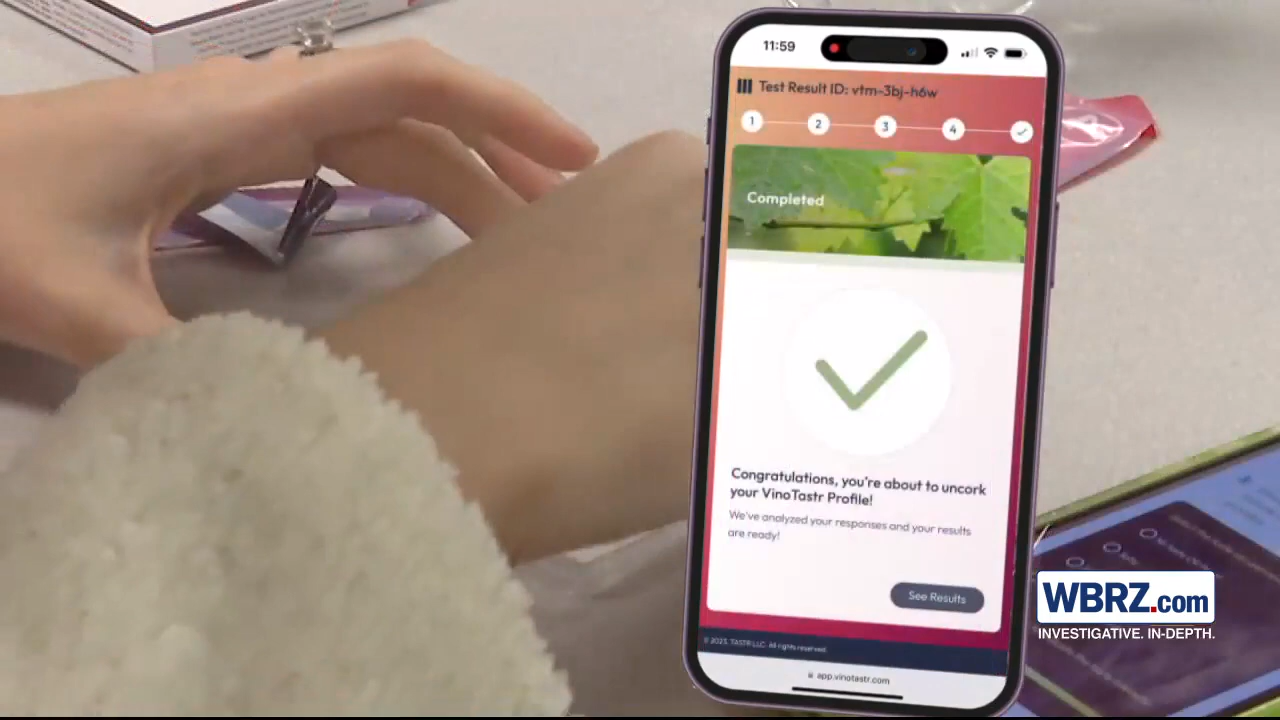 11:59
Test Result ID: vtm-3bj-h6w
1 2 3 4
Completed
Congratulations, you're about to uncork
your VinoTastr Profile!
We've analyzed your responses and your results
are ready!
See Results
© 2023, TASTR LLC. All rights reserved.
app.vinotastr.com
WBRZ.com
INVESTIGATIVE. IN-DEPTH.